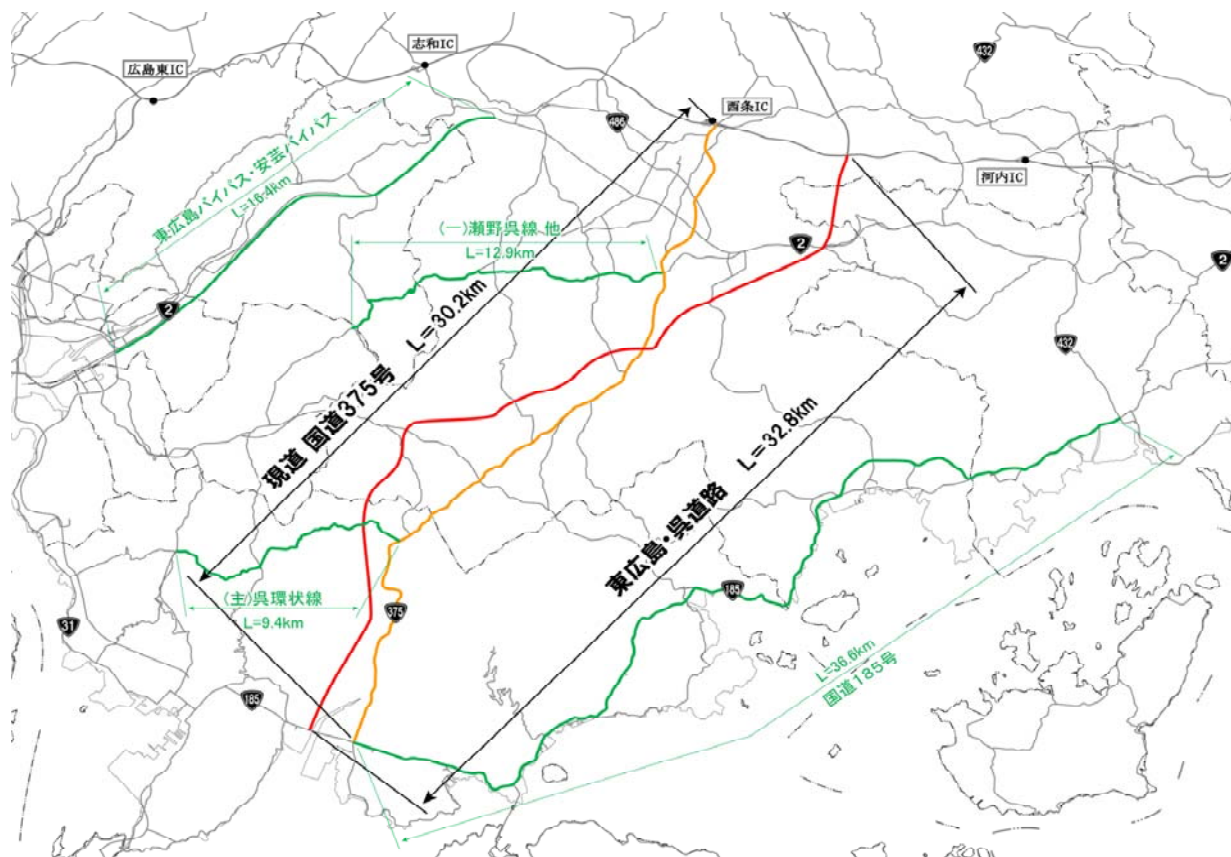 志和IC
広島東IC
432
西条IC
486
河内IC
東広島バイパス・安芸バイパス
L=16.4km
(一)瀬野呉線 他
L=12.9km
2
2
2
432
現道 国道375号 L=30.2km
東広島・呉道路 L=32.8km
(主)呉環状線
L=9.4km
31
375
185
185
L=36.6km
国道185号